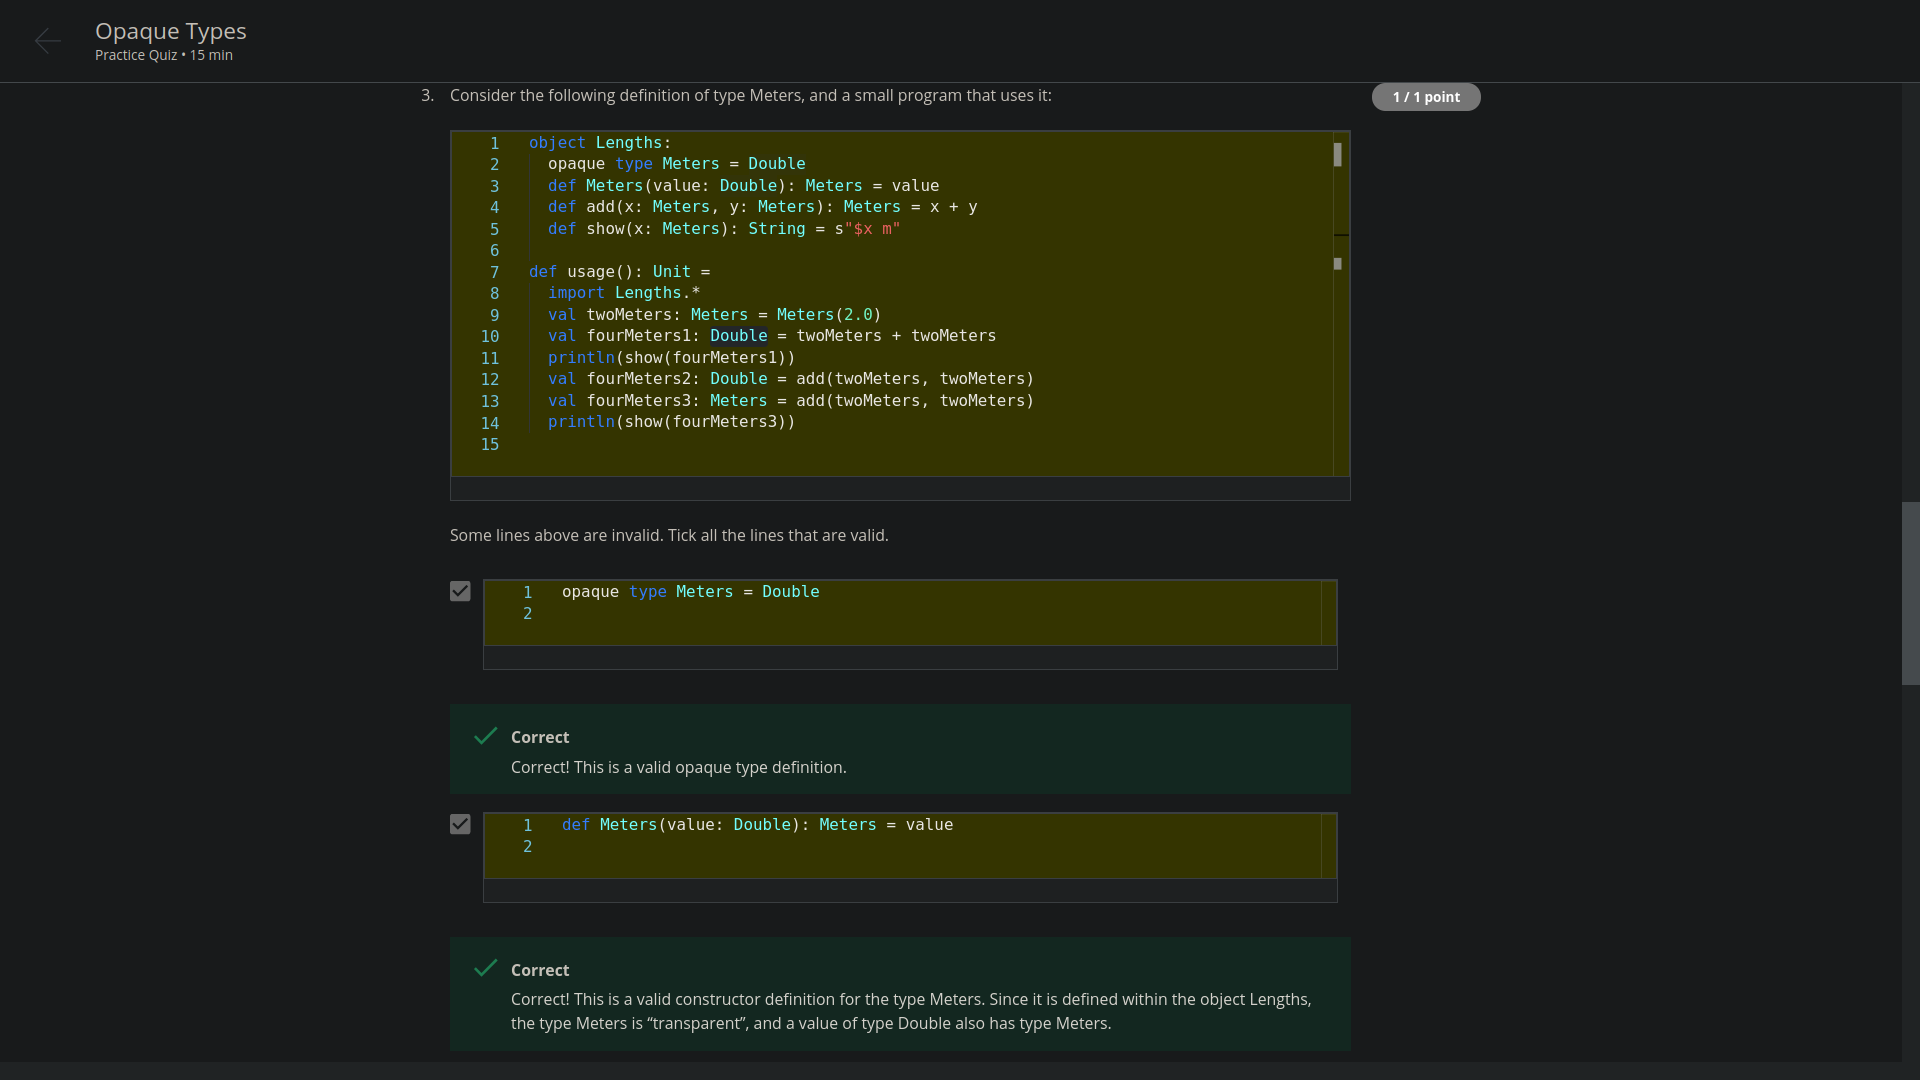 Opaque Types
Practice Quiz • 15 min
3. Consider the following definition of type Meters, and a small program that uses it:
1 / 1 point
1 object Lengths:
2   opaque type Meters = Double
3   def Meters(value: Double): Meters = value
4   def add(x: Meters, y: Meters): Meters = x + y
5   def show(x: Meters): String = s"$x m"
6
7 def usage(): Unit =
8   import Lengths.*
9   val twoMeters: Meters = Meters(2.0)
10   val fourMeters1: Double = twoMeters + twoMeters
11   println(show(fourMeters1))
12   val fourMeters2: Double = add(twoMeters, twoMeters)
13   val fourMeters3: Meters = add(twoMeters, twoMeters)
14   println(show(fourMeters3))
15
Some lines above are invalid. Tick all the lines that are valid.
1 opaque type Meters = Double
2
Correct
Correct! This is a valid opaque type definition.
1 def Meters(value: Double): Meters = value
2
Correct
Correct! This is a valid constructor definition for the type Meters. Since it is defined within the object Lengths,
the type Meters is “transparent”, and a value of type Double also has type Meters.